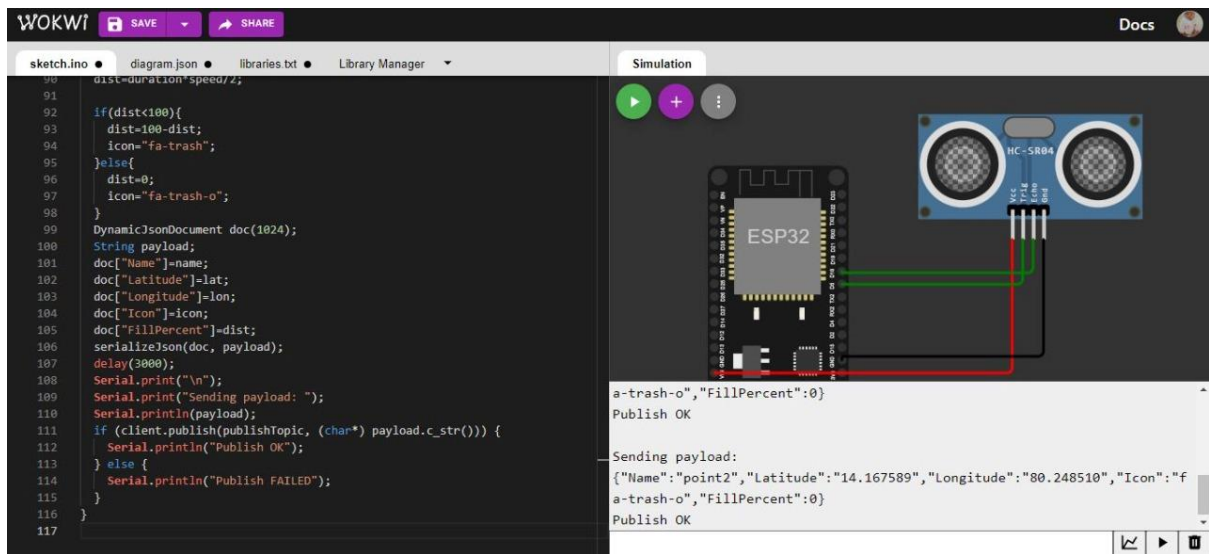 WOKWi SAVE SHARE Docs
sketch.ino ● diagram.json ● libraries.txt ● Library Manager
Simulation
90 dist=duration*speed/2;
91
92 if(dist<100){
93 dist=100-dist;
94 icon="fa-trash";
95 }else{
96 dist=0;
97 icon="fa-trash-o";
98 }
99 DynamicJsonDocument doc(1024);
100 String payload;
101 doc["Name"]=name;
102 doc["Latitude"]=lat;
103 doc["Longitude"]=lon;
104 doc["Icon"]=icon;
105 doc["FillPercent"]=dist;
106 serializeJson(doc, payload);
107 delay(3000);
108 Serial.print("\n");
109 Serial.print("Sending payload: ");
110 Serial.println(payload);
111 if (client.publish(publishTopic, (char*) payload.c_str())) {
112 Serial.println("Publish OK");
113 } else {
114 Serial.println("Publish FAILED");
115 }
116 }
117
HC-SR04
Vcc
Trig
Echo
Gnd
ESP32
a-trash-o","FillPercent":0}
Publish OK
Sending payload:
{"Name":"point2","Latitude":"14.167589","Longitude":"80.248510","Icon":"f
a-trash-o","FillPercent":0}
Publish OK